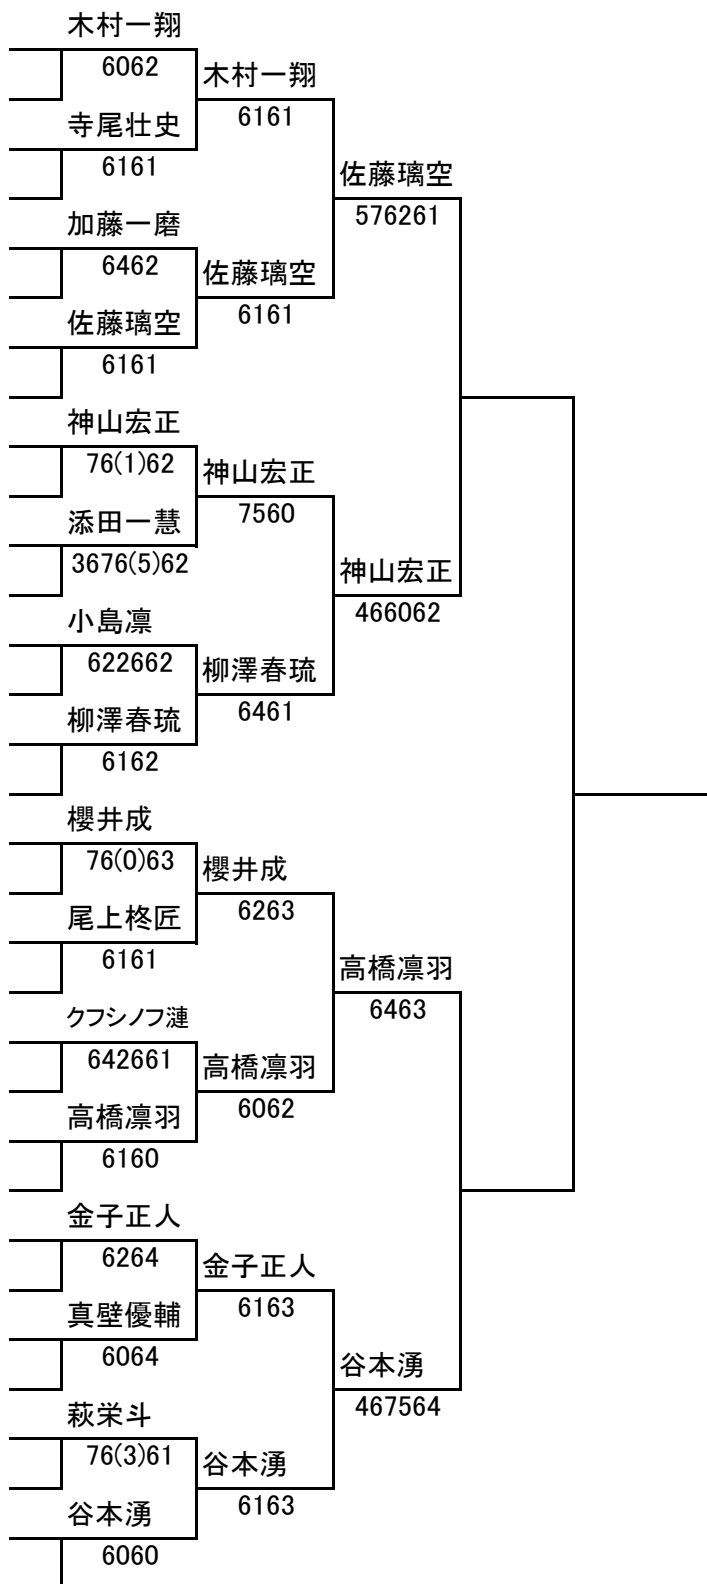 木村一翔
6062
木村一翔
6161
寺尾壮史
6161
佐藤璃空
576261
加藤一磨
6462
佐藤璃空
6161
佐藤璃空
6161
神山宏正
76(1)62
神山宏正
7560
添田一慧
3676(5)62
神山宏正
466062
小島凛
622662
柳澤春琉
6461
柳澤春琉
6162
櫻井成
76(0)63
櫻井成
6263
尾上柊匠
6161
高橋凛羽
6463
クフシノフ漣
642661
高橋凛羽
6062
高橋凛羽
6160
金子正人
6264
金子正人
6163
真壁優輔
6064
谷本湧
467564
萩栄斗
76(3)61
谷本湧
6163
谷本湧
6060